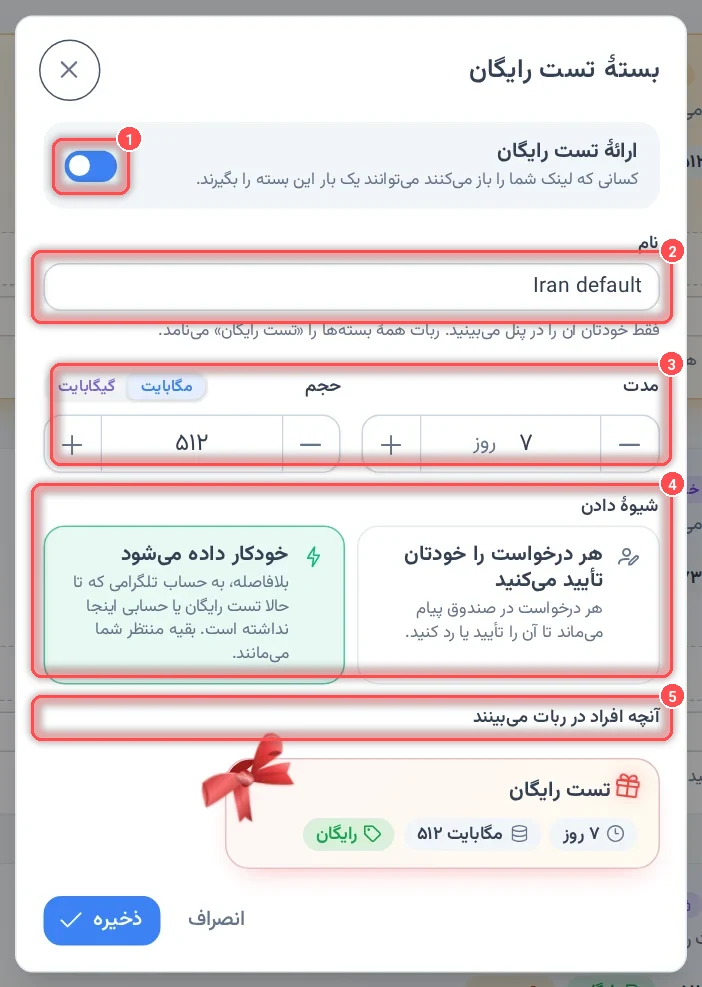 بستهٔ تست رایگان
ارائهٔ تست رایگان
1
کسانی که لینک شما را باز می‌کنند می‌توانند یک بار این بسته را بگیرند.
نام
2
Iran default
فقط خودتان آن را در پنل می‌بینید. ربات همهٔ بسته‌ها را «تست رایگان» می‌نامد.
3
مدت
حجم
مگابایت
گیگابایت
۷ روز
۵۱۲
4
شیوهٔ دادن
هر درخواست را خودتان
تأیید می‌کنید
هر درخواست در صندوق پیام
می‌ماند تا آن را تأیید یا رد کنید.
خودکار داده می‌شود
بلافاصله، به حساب تلگرامی که تا
حالا تست رایگان یا حسابی اینجا
نداشته است. بقیه منتظر شما
می‌مانند.
5
آنچه افراد در ربات می‌بینند
تست رایگان
۷ روز
مگابایت ۵۱۲
رایگان
انصراف
ذخیره